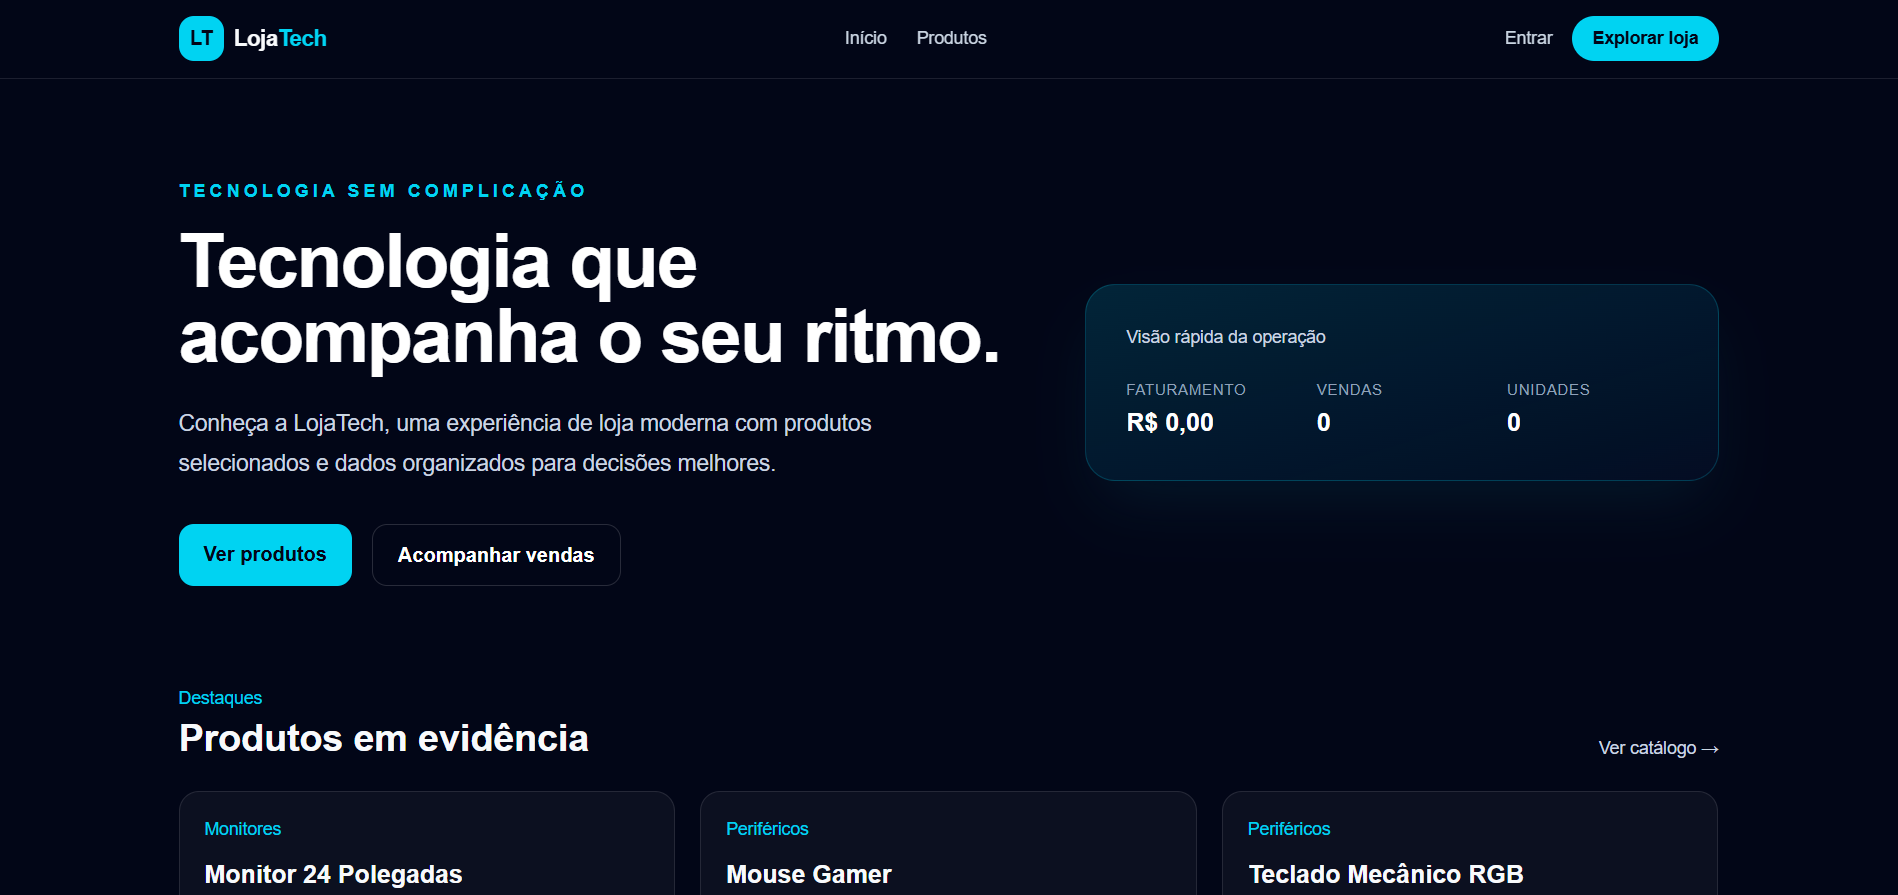 LT LojaTech
Início
Produtos
Entrar
Explorar loja
TECNOLOGIA SEM COMPLICAÇÃO
Tecnologia que
acompanha o seu ritmo.
Conheça a LojaTech, uma experiência de loja moderna com produtos
selecionados e dados organizados para decisões melhores.
Ver produtos
Acompanhar vendas
Visão rápida da operação
FATURAMENTO
R$ 0,00
VENDAS
0
UNIDADES
0
Destaques
Produtos em evidência
Ver catálogo →
Monitores
Monitor 24 Polegadas
Periféricos
Mouse Gamer
Periféricos
Teclado Mecânico RGB